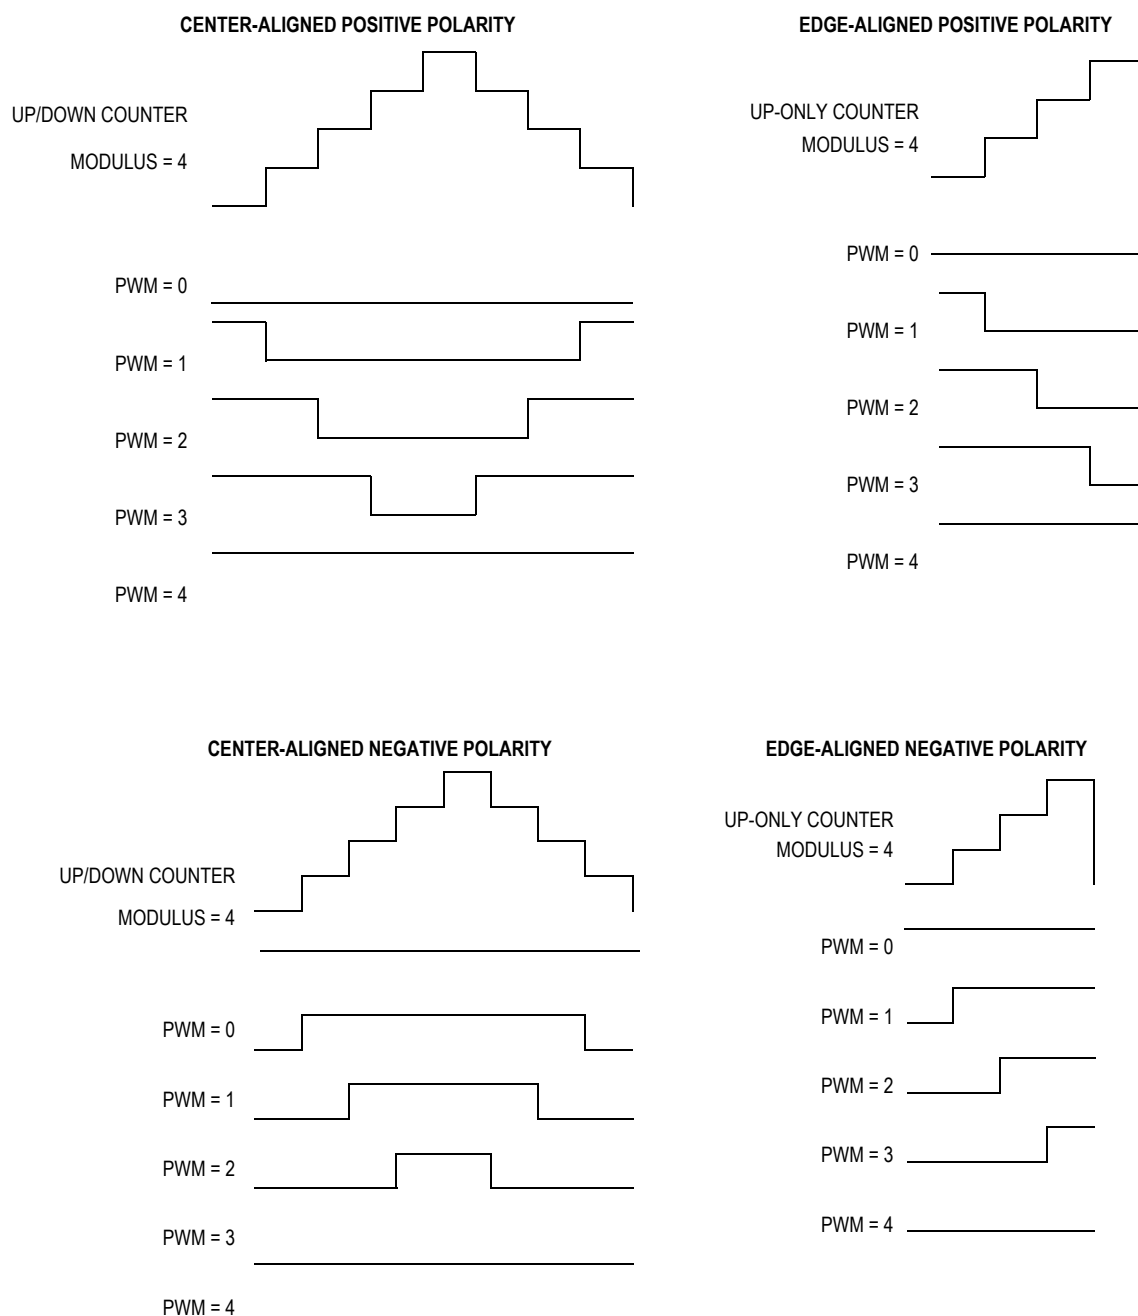 CENTER-ALIGNED POSITIVE POLARITY
UP/DOWN COUNTER
MODULUS = 4
PWM = 0
PWM = 1
PWM = 2
PWM = 3
PWM = 4
EDGE-ALIGNED POSITIVE POLARITY
UP-ONLY COUNTER
MODULUS = 4
PWM = 0
PWM = 1
PWM = 2
PWM = 3
PWM = 4
CENTER-ALIGNED NEGATIVE POLARITY
UP/DOWN COUNTER
MODULUS = 4
PWM = 0
PWM = 1
PWM = 2
PWM = 3
PWM = 4
EDGE-ALIGNED NEGATIVE POLARITY
UP-ONLY COUNTER
MODULUS = 4
PWM = 0
PWM = 1
PWM = 2
PWM = 3
PWM = 4